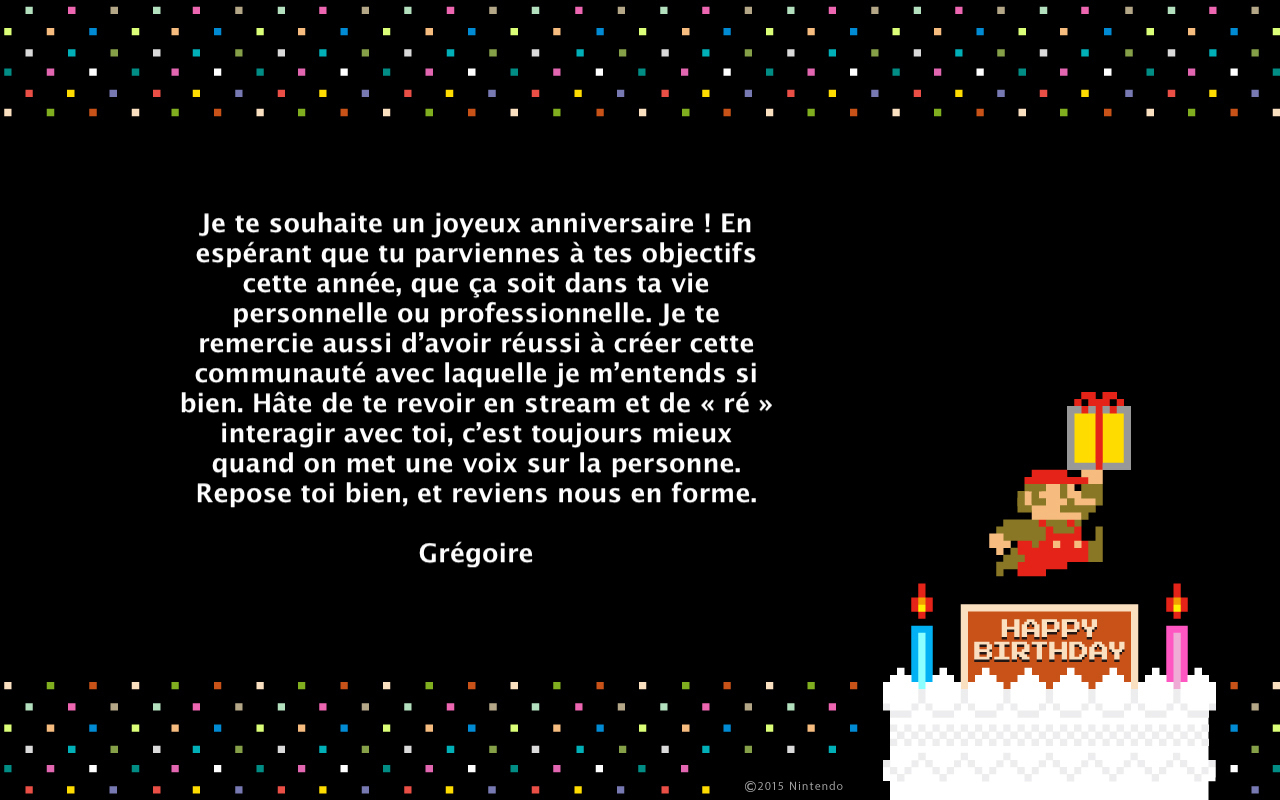 Je te souhaite un joyeux anniversaire ! En
espérant que tu parviennes à tes objectifs
cette année, que ça soit dans ta vie
personnelle ou professionnelle. Je te
remercie aussi d’avoir réussi à créer cette
communauté avec laquelle je m’entends si
bien. Hâte de te revoir en stream et de « ré »
interagir avec toi, c’est toujours mieux
quand on met une voix sur la personne.
Repose toi bien, et reviens nous en forme.
Grégoire
HAPPY
BIRTHDAY
©2015 Nintendo